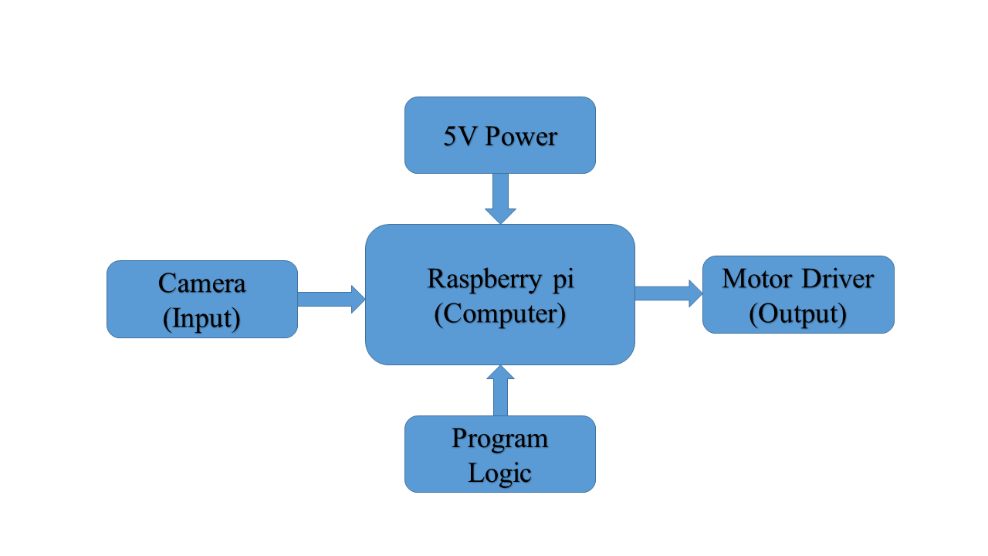 5V Power
Camera
(Input)
Raspberry pi
(Computer)
Motor Driver
(Output)
Program
Logic